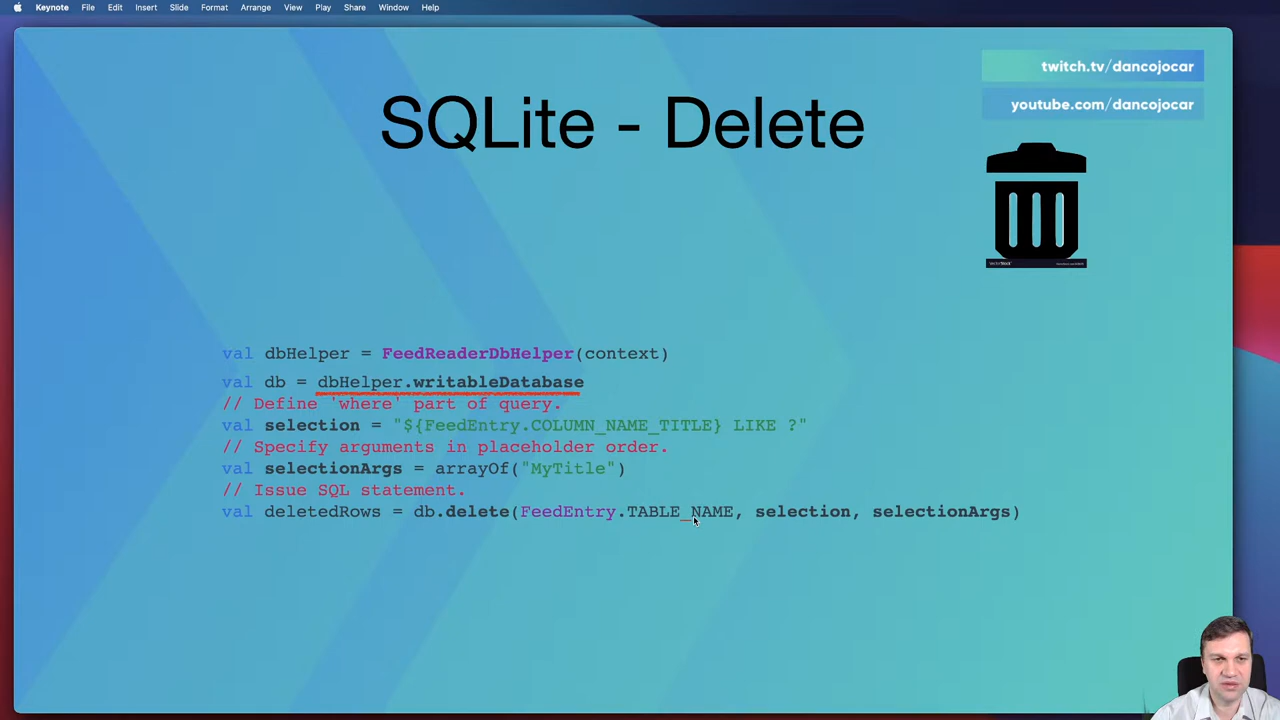 Keynote File Edit Insert Slide Format Arrange View Play Share Window Help
twitch.tv/dancojocar
youtube.com/dancojocar
SQLite - Delete
val dbHelper = FeedReaderDbHelper(context)
val db = dbHelper.writableDatabase
// Define 'where' part of query.
val selection = "${FeedEntry.COLUMN_NAME_TITLE} LIKE ?"
// Specify arguments in placeholder order.
val selectionArgs = arrayOf("MyTitle")
// Issue SQL statement.
val deletedRows = db.delete(FeedEntry.TABLE_NAME, selection, selectionArgs)